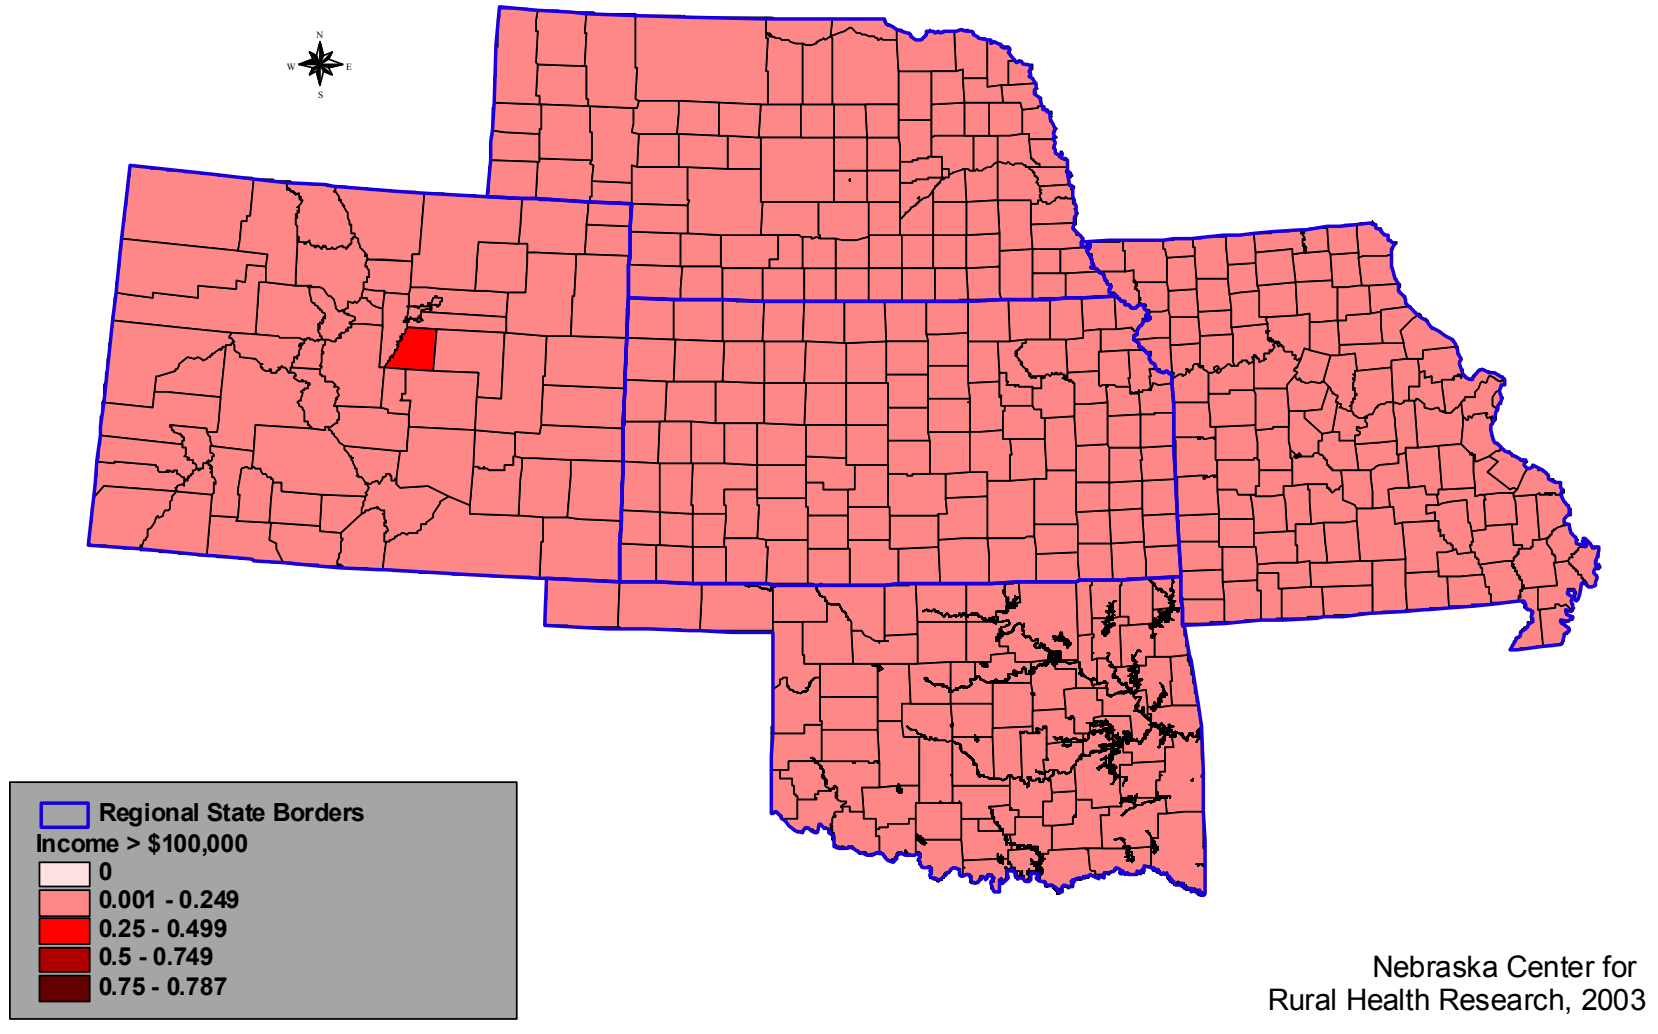 N
W E
S
Regional State Borders
Income > $100,000
0
0.001 - 0.249
0.25 - 0.499
0.5 - 0.749
0.75 - 0.787
Nebraska Center for
Rural Health Research, 2003